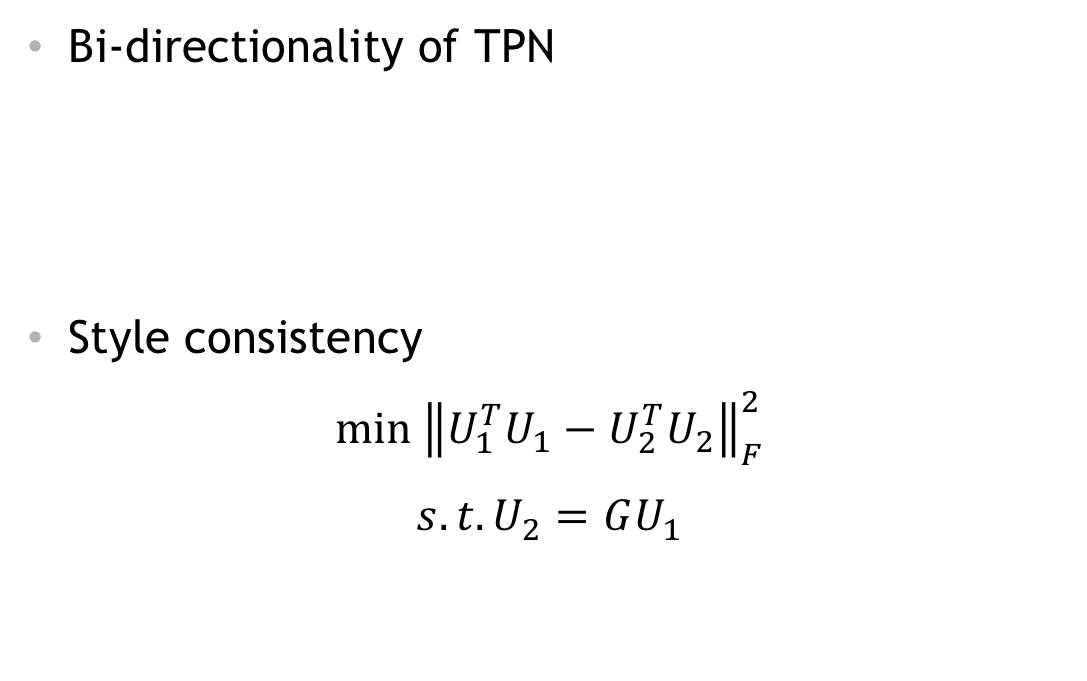 • Bi-directionality of TPN
• Style consistency
min ‖U₁ᵀU₁ − U₂ᵀU₂‖²_F
s.t. U₂ = GU₁